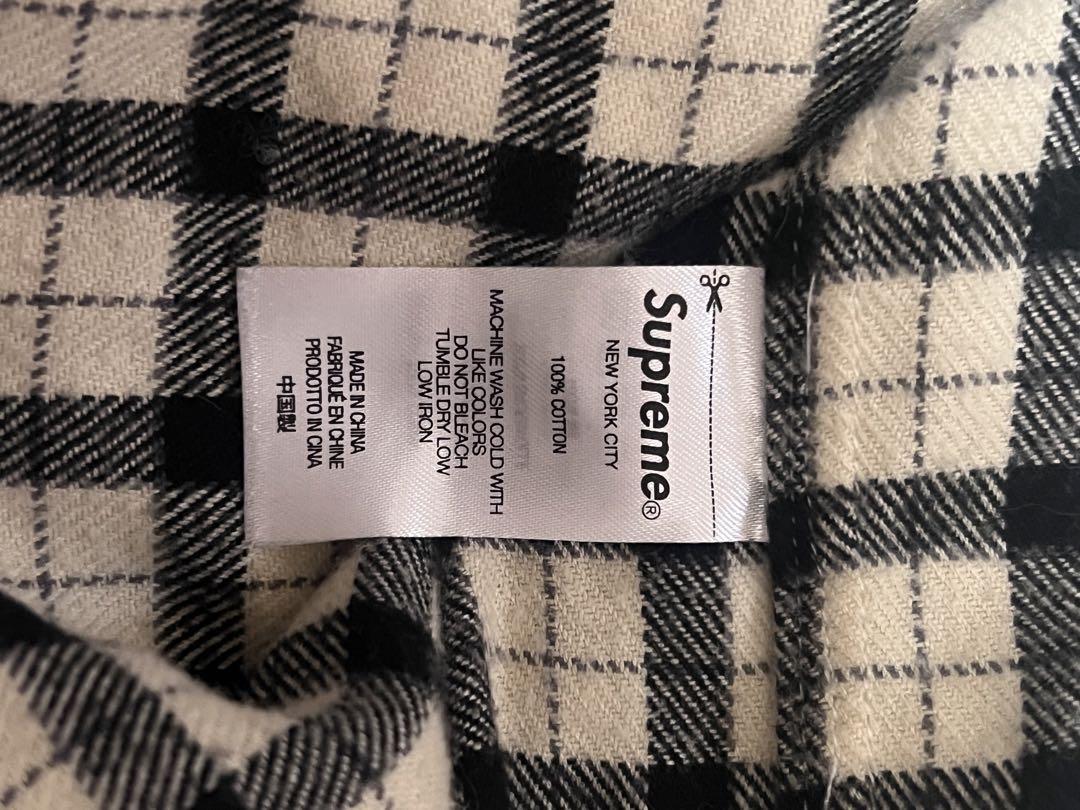 Supreme®
NEW YORK CITY
100% COTTON
MACHINE WASH COLD WITH
LIKE COLORS
DO NOT BLEACH
TUMBLE DRY LOW
LOW IRON
MADE IN CHINA
FABRIQUÉ EN CHINE
PRODOTTO IN CINA
中国製